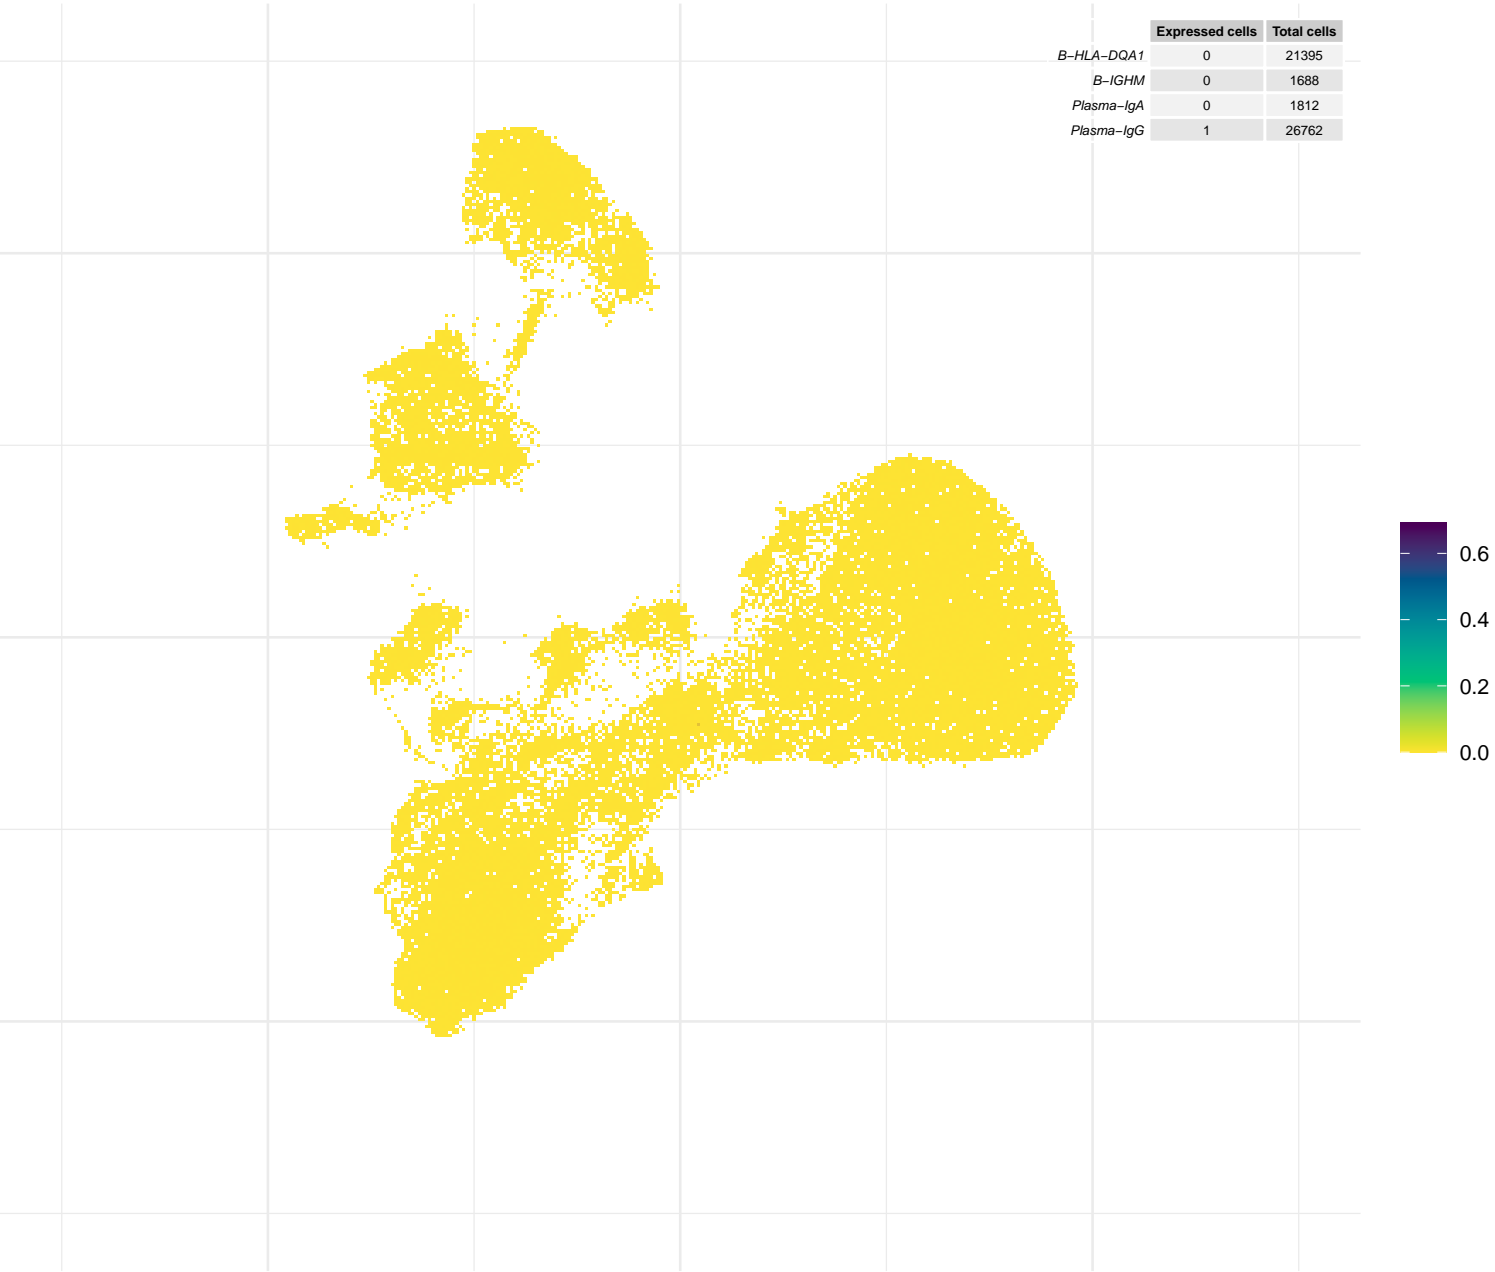 Expressed cells Total cells
B−HLA−DQA1 0 21395
B−IGHM 0 1688
Plasma−IgA 0 1812
Plasma−IgG 1 26762
0.6
0.4
0.2
0.0